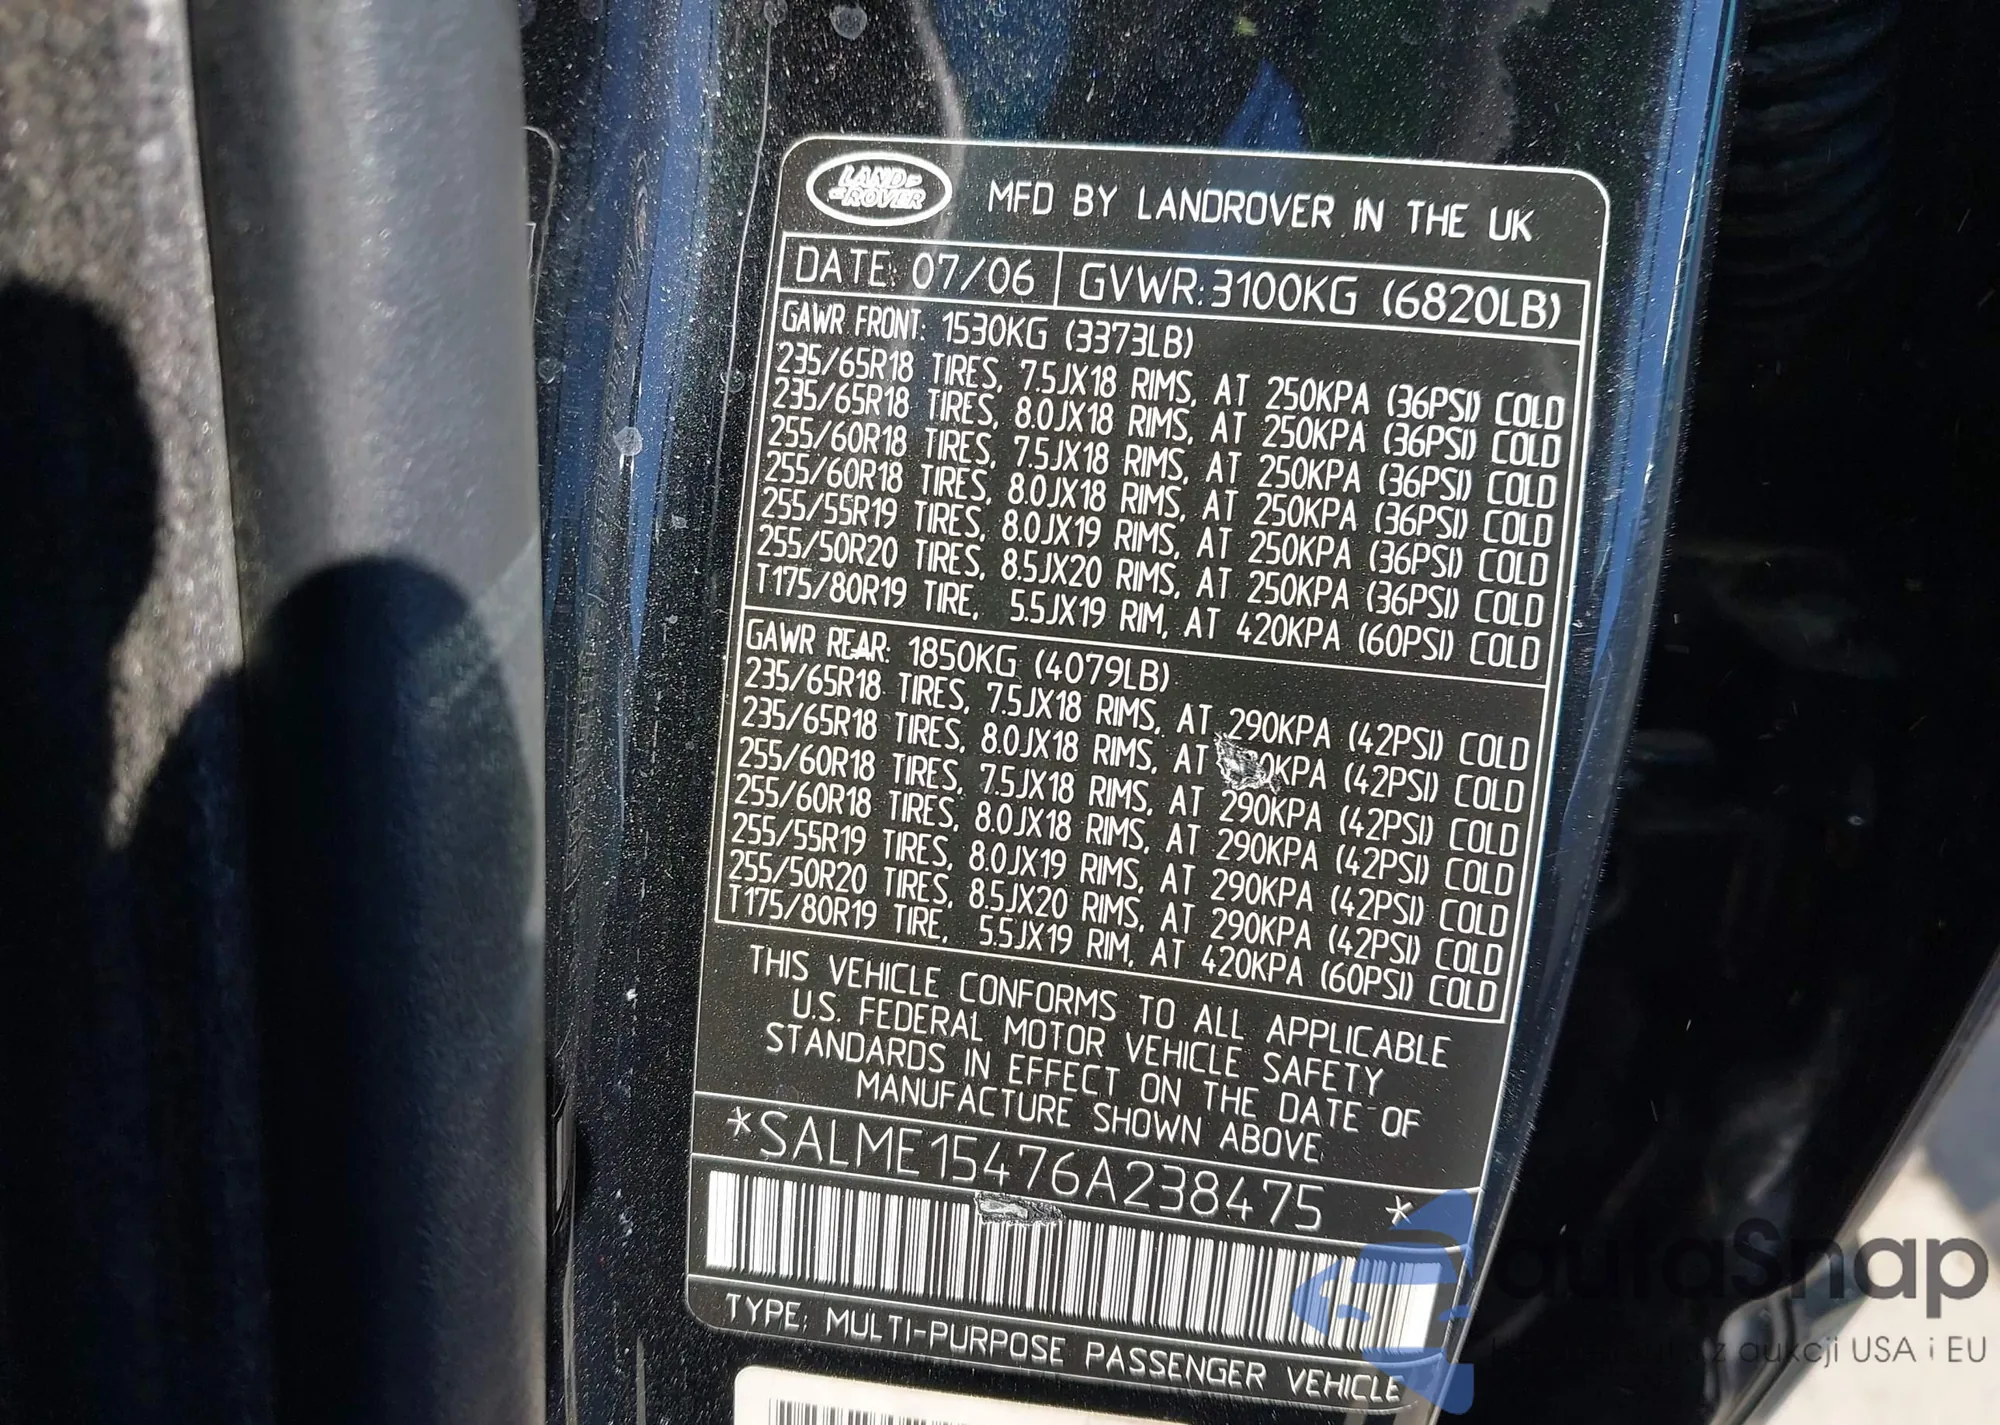 LAND ROVER
MFD BY LANDROVER IN THE UK
DATE: 07/06 GVWR: 3100KG (6820LB)
GAWR FRONT: 1530KG (3373LB)
235/65R18 TIRES, 7.5JX18 RIMS, AT 250KPA (36PSI) COLD
235/65R18 TIRES, 8.0JX18 RIMS, AT 250KPA (36PSI) COLD
255/60R18 TIRES, 7.5JX18 RIMS, AT 250KPA (36PSI) COLD
255/60R18 TIRES, 8.0JX18 RIMS, AT 250KPA (36PSI) COLD
255/55R19 TIRES, 8.0JX19 RIMS, AT 250KPA (36PSI) COLD
255/50R20 TIRES, 8.5JX20 RIMS, AT 250KPA (36PSI) COLD
T175/80R19 TIRE, 5.5JX19 RIM, AT 420KPA (60PSI) COLD
GAWR REAR: 1850KG (4079LB)
235/65R18 TIRES, 7.5JX18 RIMS, AT 290KPA (42PSI) COLD
235/65R18 TIRES, 8.0JX18 RIMS, AT (42PSI) COLD
255/60R18 TIRES, 7.5JX18 RIMS, AT 290KPA (42PSI) COLD
255/60R18 TIRES, 8.0JX18 RIMS, AT 290KPA (42PSI) COLD
255/55R19 TIRES, 8.0JX19 RIMS, AT 290KPA (42PSI) COLD
255/50R20 TIRES, 8.5JX20 RIMS, AT 290KPA (42PSI) COLD
T175/80R19 TIRE, 5.5JX19 RIM, AT 420KPA (60PSI) COLD
THIS VEHICLE CONFORMS TO ALL APPLICABLE
U.S. FEDERAL MOTOR VEHICLE SAFETY
STANDARDS IN EFFECT ON THE DATE OF
MANUFACTURE SHOWN ABOVE
*SALME15476A238475 *
TYPE: MULTI-PURPOSE PASSENGER VEHICLE
z aukcji USA i EU